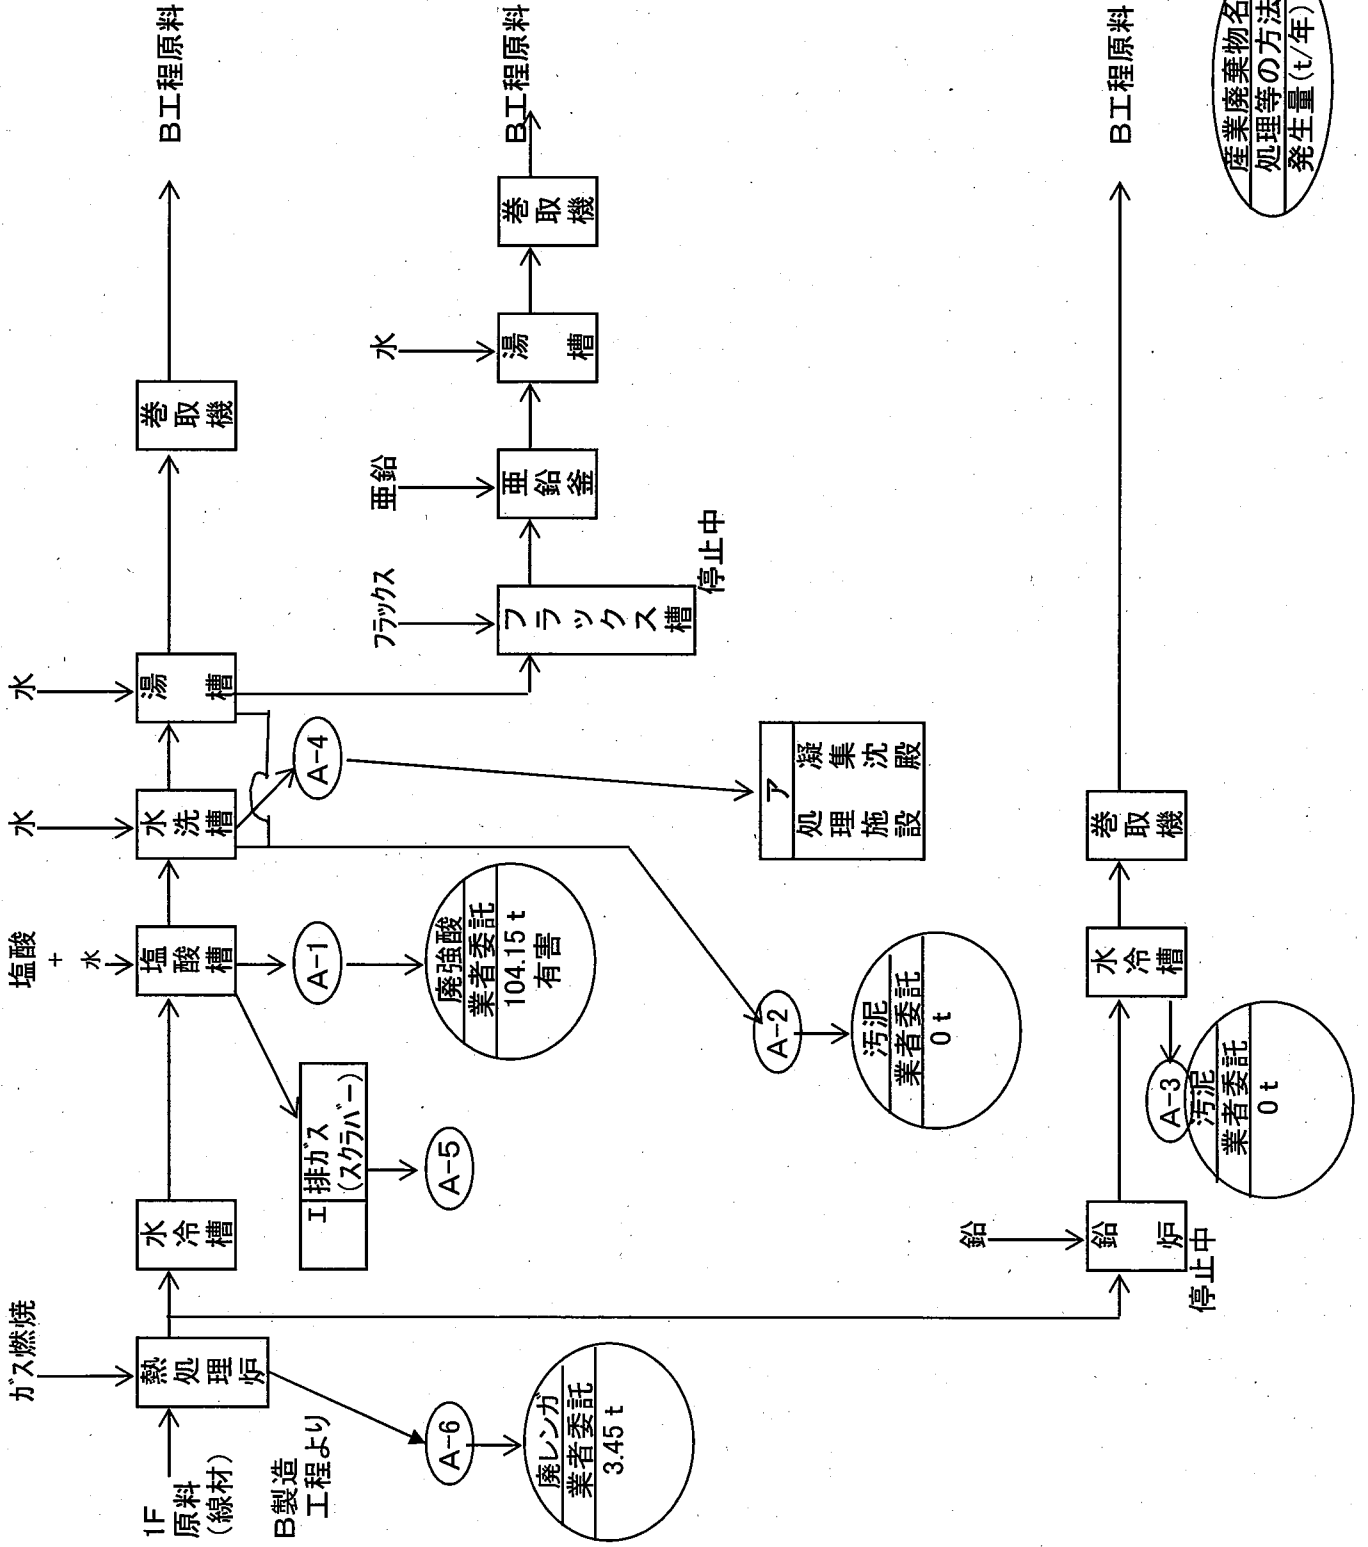 ガス燃焼
塩酸
+
水
水
水
1F
原料
(線材)
B製造
工程より
熱処理炉
水冷槽
塩酸槽
水洗槽
湯槽
巻取機
B工程原料
エ
排ガス
(スクラバー)
A-5
A-1
廃強酸
業者委託
104.15t
有害
A-4
フラックス
亜鉛
水
フラックス槽
停止中
亜鉛釜
湯槽
巻取機
B工程原料
A-6
廃レンガ
業者委託
3.45t
A-2
汚泥
業者委託
0t
ア
凝集沈殿
処理施設
鉛
鉛炉
停止中
水冷槽
巻取機
B工程原料
A-3
汚泥
業者委託
0t
産業廃棄物名
処理等の方法
発生量(t/年)